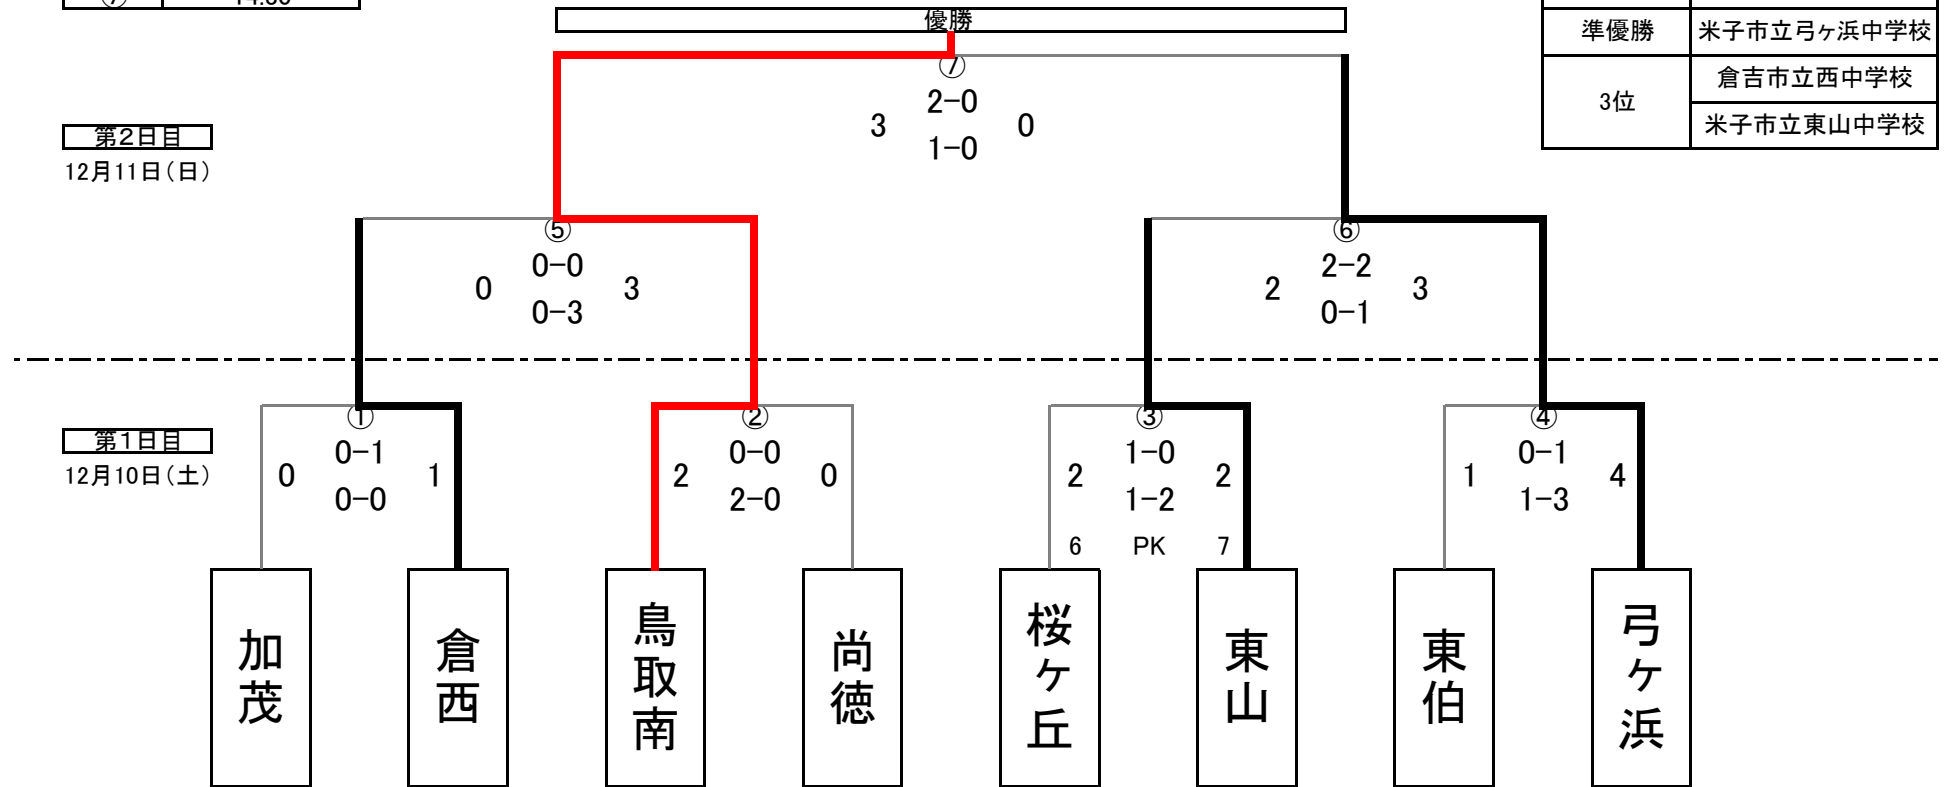 優勝
準優勝 米子市立弓ヶ浜中学校
3位 倉吉市立西中学校
米子市立東山中学校
⑦
2-0
3 0
1-0
第2日目
12月11日(日)
⑤ ⑥
0-0 2-2
0 3 2 3
0-3 0-1
① ② ③ ④
第1日目
0-1 0-0 1-0 0-1
12月10日(土)
0 1 2 0 2 2 1 4
0-0 2-0 1-2 1-3
6 PK 7
加茂
倉西
鳥取南
尚徳
桜ヶ丘
東山
東伯
弓ヶ浜